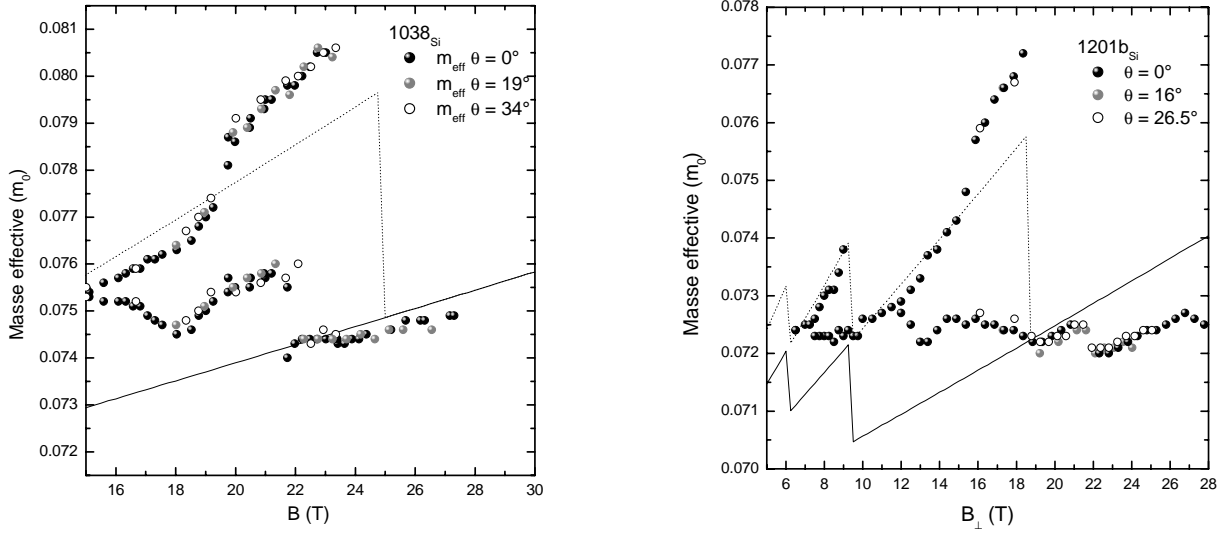 0.081
0.080
0.079
0.078
0.077
0.076
0.075
0.074
0.073
0.072
Masse effective (m0)
16 18 20 22 24 26 28 30
B (T)
1038Si
meff θ = 0°
meff θ = 19°
meff θ = 34°
0.078
0.077
0.076
0.075
0.074
0.073
0.072
0.071
0.070
Masse effective (m0)
6 8 10 12 14 16 18 20 22 24 26 28
B⊥ (T)
1201bSi
θ = 0°
θ = 16°
θ = 26.5°